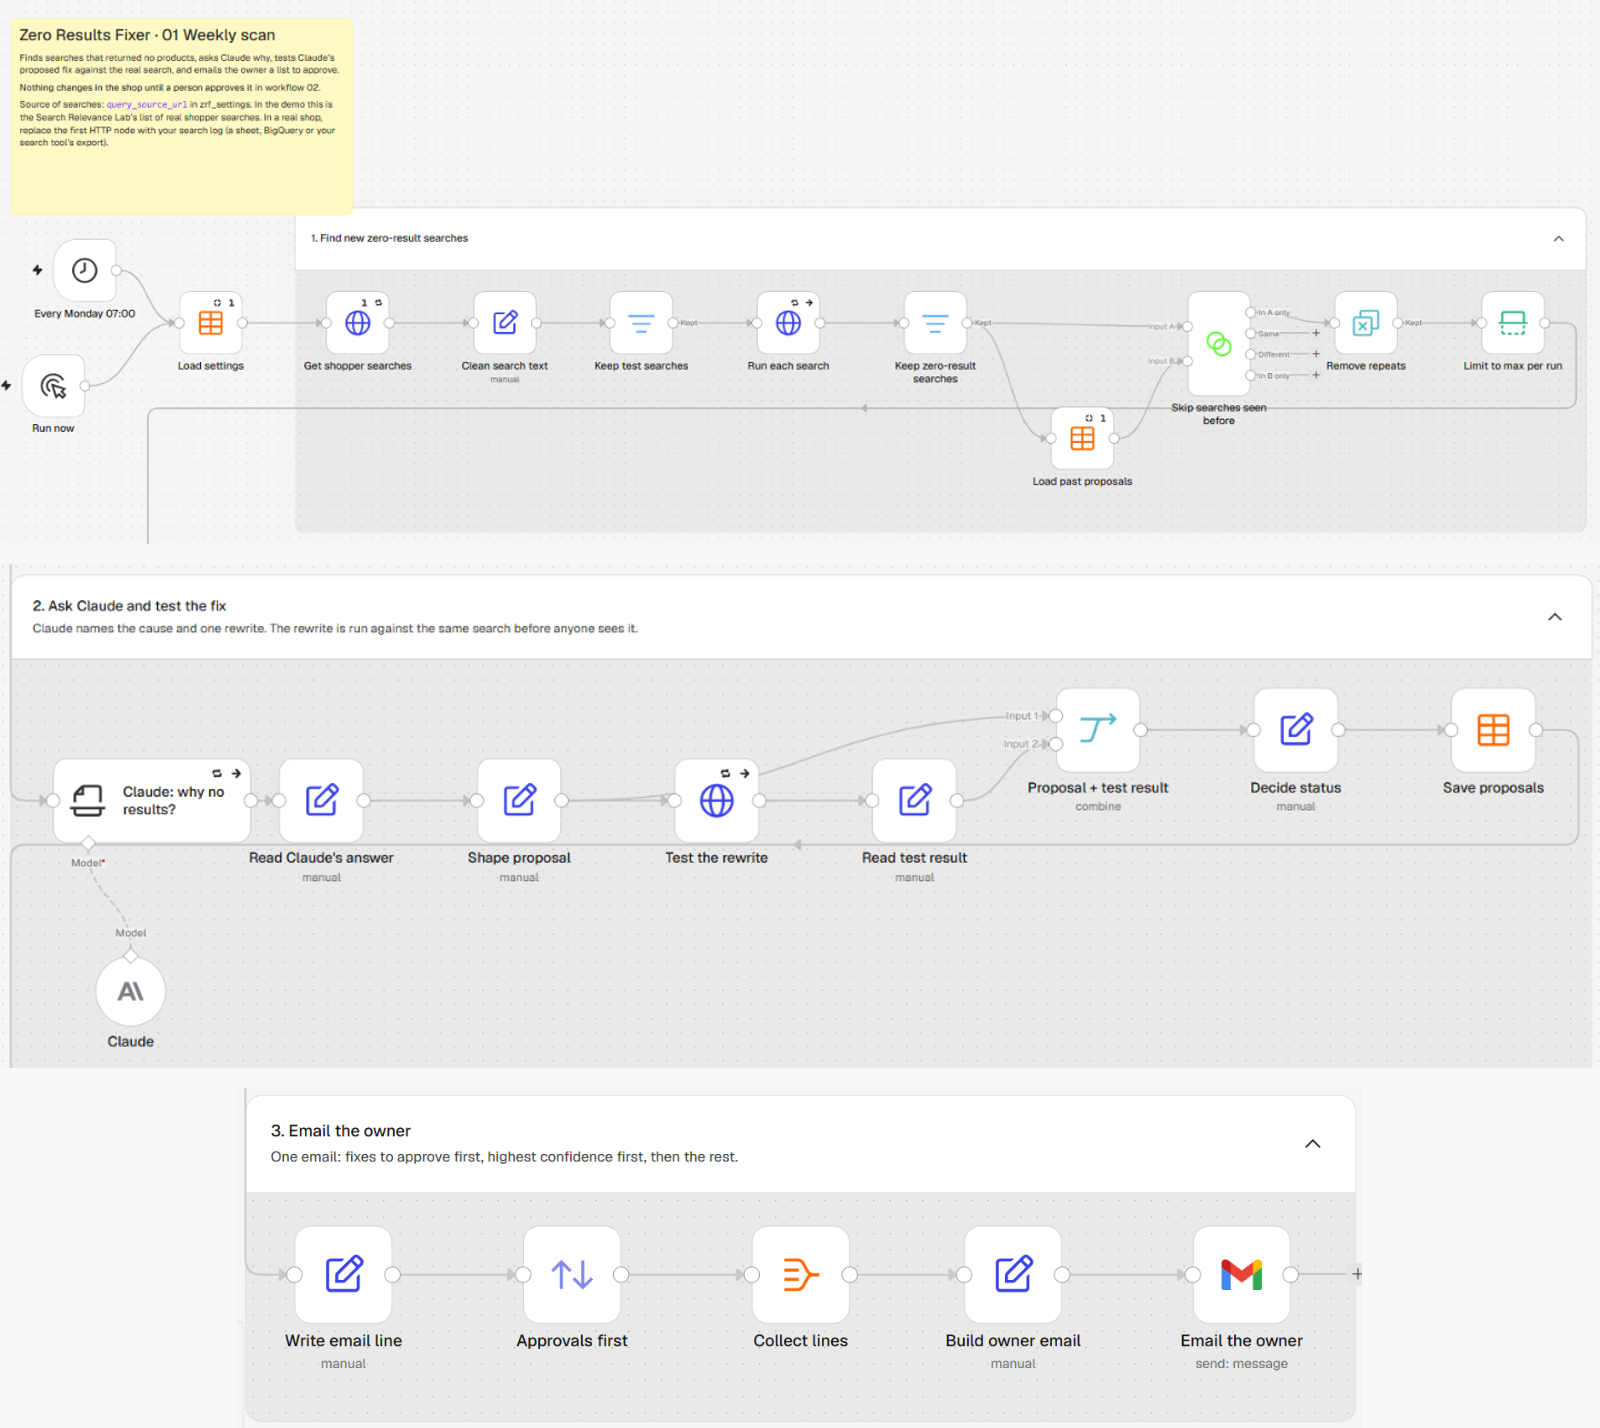 Zero Results Fixer · 01 Weekly scan
Finds searches that returned no products, asks Claude why, tests Claude's
proposed fix against the real search, and emails the owner a list to approve.
Nothing changes in the shop until a person approves it in workflow 02.
Source of searches: query_source_url in zrf_settings. In the demo this is
the Search Relevance Lab's list of real shopper searches. In a real shop,
replace the first HTTP node with your search log (a sheet, BigQuery or your
search tool's export).
1. Find new zero-result searches
Every Monday 07:00
Run now
1
Load settings
1
Get shopper searches
Clean search text
manual
Keep test searches
Kept
Run each search
Keep zero-result
searches
Kept
1
Load past proposals
Input A
Input B
In A only
Same
Different
In B only
Skip searches seen
before
Remove repeats
Kept
Limit to max per run
2. Ask Claude and test the fix
Claude names the cause and one rewrite. The rewrite is run against the same search before anyone sees it.
Claude: why no
results?
Model*
Model
Claude
Read Claude's answer
manual
Shape proposal
manual
Test the rewrite
Read test result
manual
Input 1
Input 2
Proposal + test result
combine
Decide status
manual
Save proposals
3. Email the owner
One email: fixes to approve first, highest confidence first, then the rest.
Write email line
manual
Approvals first
Collect lines
Build owner email
manual
Email the owner
send: message